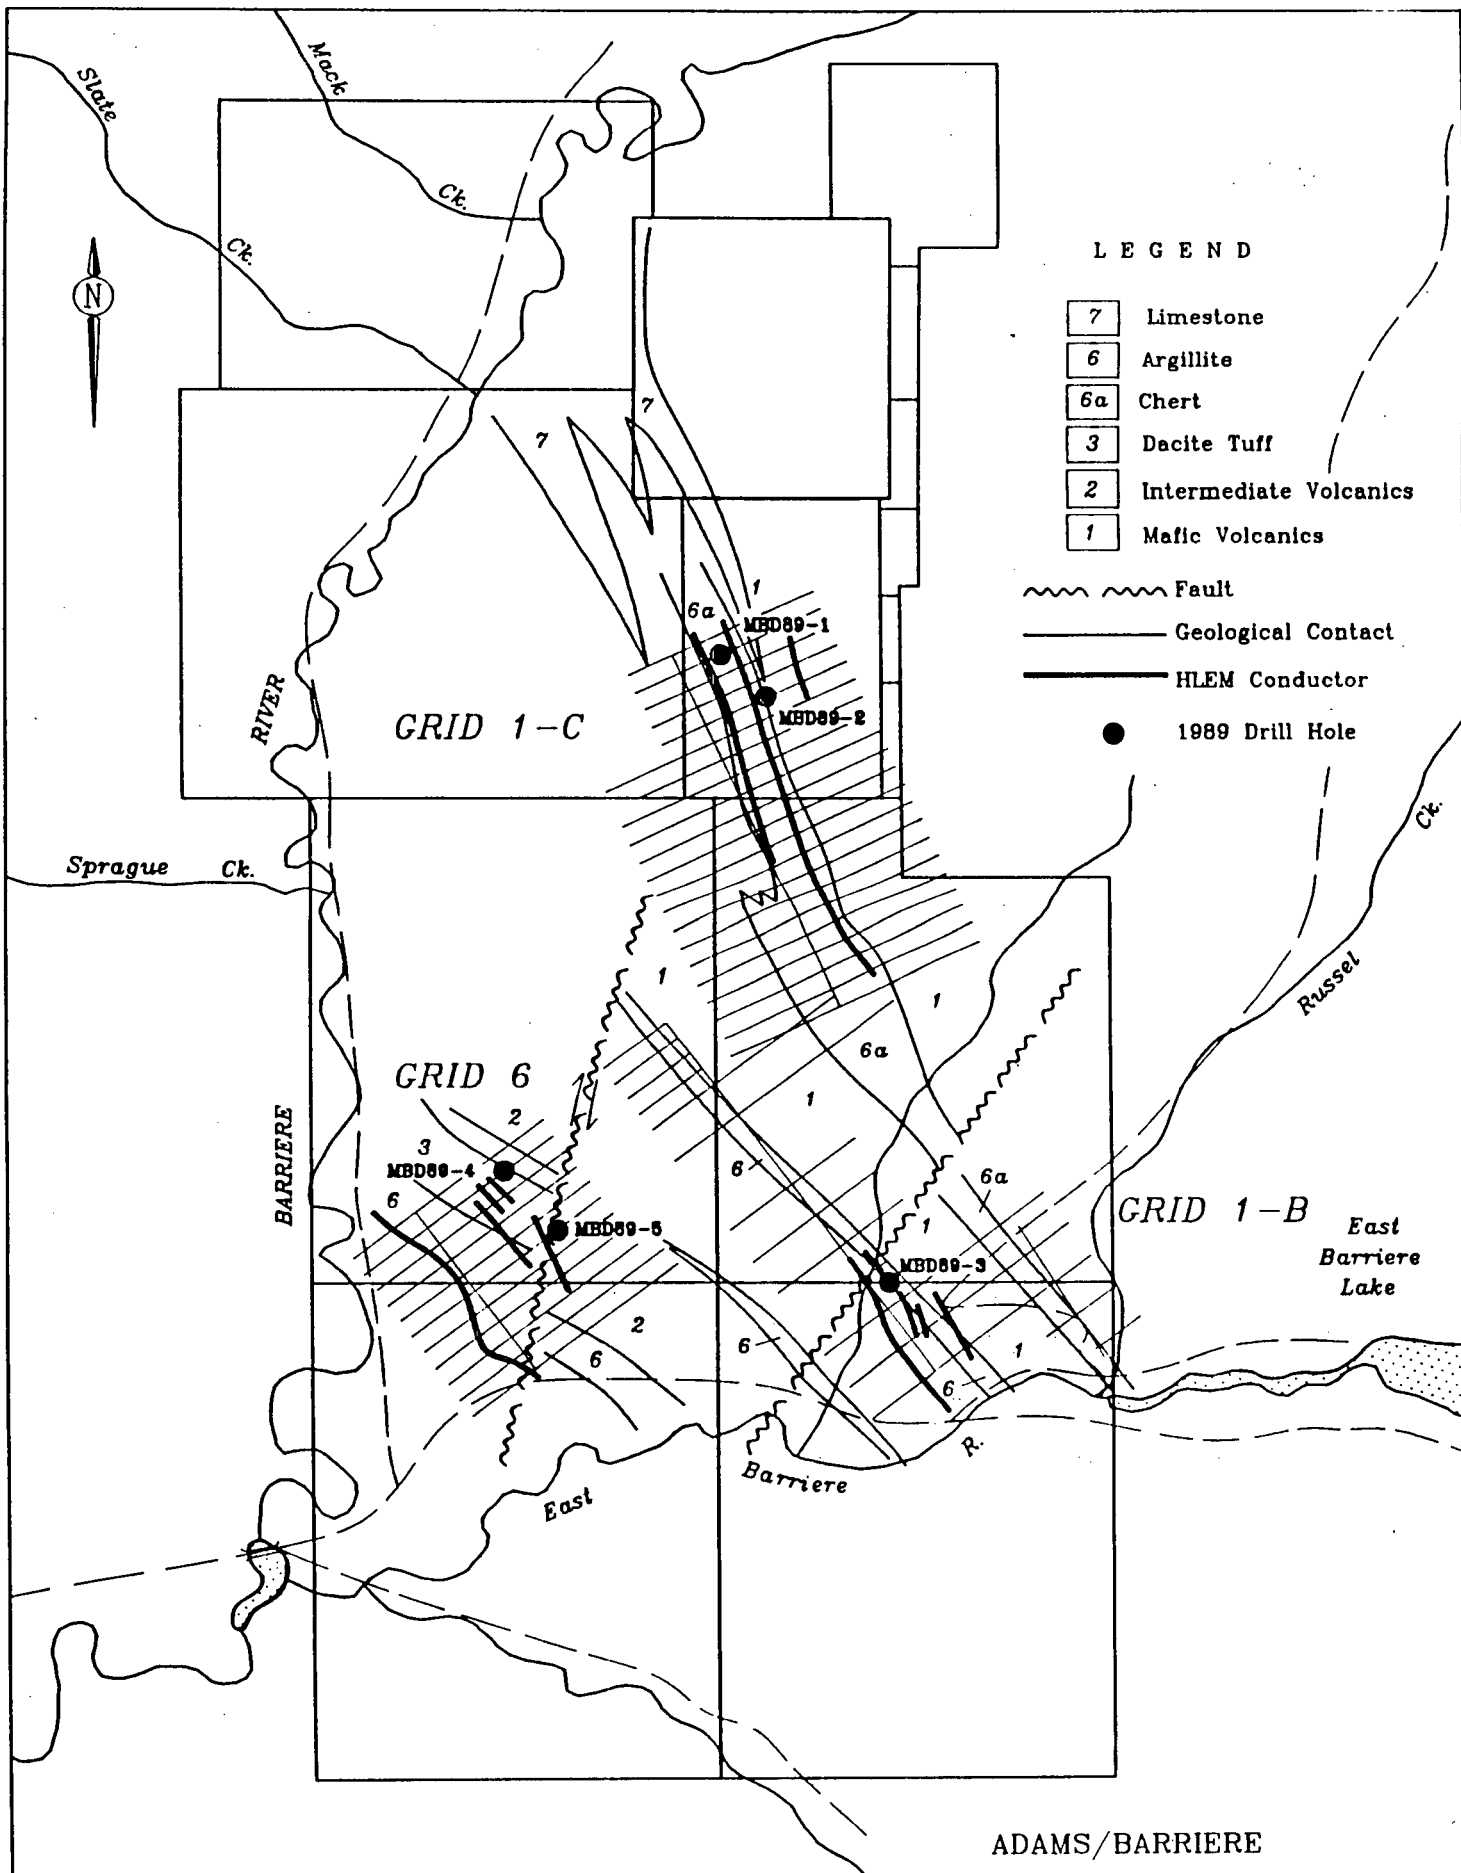 Mack
Ck.
Slate
Ck.
N
LEGEND
7 Limestone
6 Argillite
6a Chert
3 Dacite Tuff
2 Intermediate Volcanics
1 Mafic Volcanics
Fault
Geological Contact
HLEM Conductor
1989 Drill Hole
7
7
1
6a
MBD89-1
MBD89-2
GRID 1-C
RIVER
Sprague Ck.
Russel Ck.
1
1
6a
1
GRID 6
2
3
MBD89-4
6
BARRIERE
6
6a
GRID 1-B
1
East
Barriere
Lake
MBD89-5
MBD89-3
2
6
6
1
6
East Barriere R.
ADAMS/BARRIERE